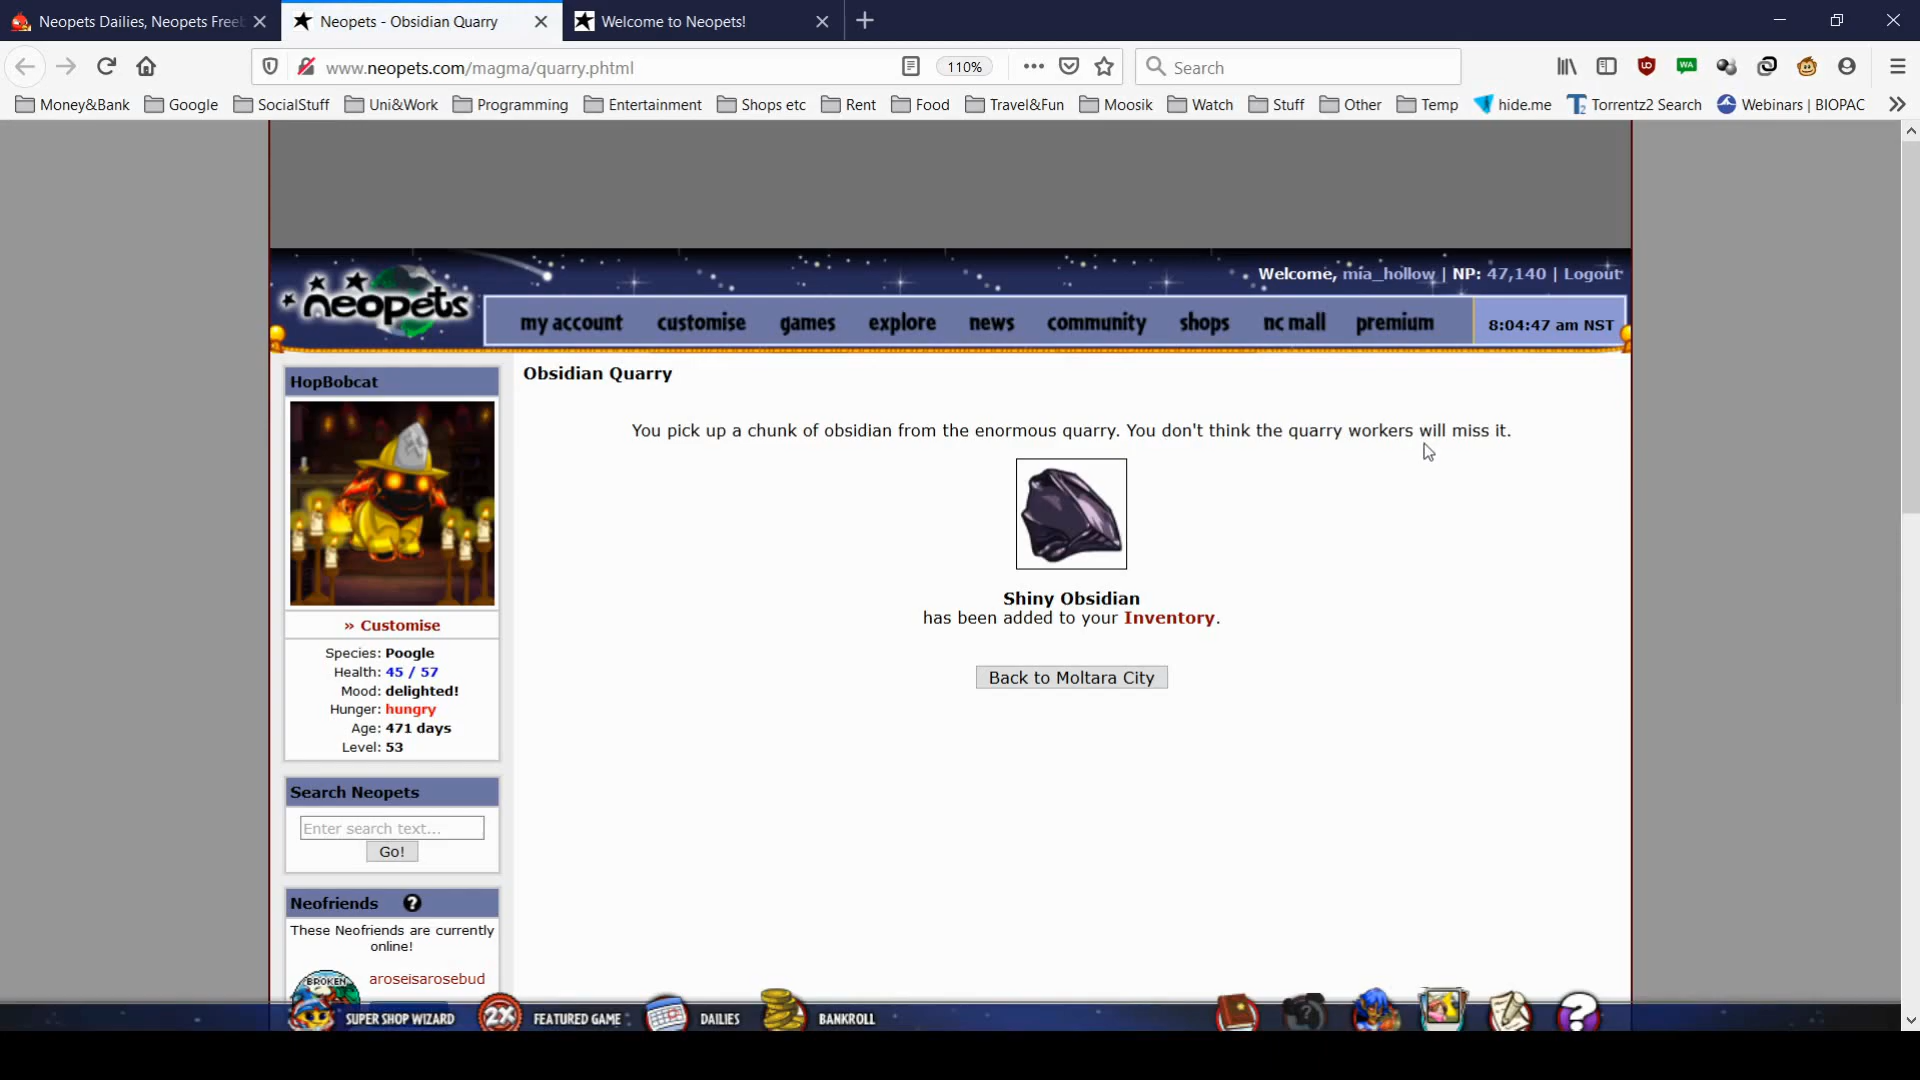 Neopets Dailies, Neopets Freeb
Neopets - Obsidian Quarry
Welcome to Neopets!
www.neopets.com/magma/quarry.phtml
110%
Search
Money&Bank
Google
SocialStuff
Uni&Work
Programming
Entertainment
Shops etc
Rent
Food
Travel&Fun
Moosik
Watch
Stuff
Other
Temp
hide.me
Torrentz2 Search
Webinars | BIOPAC
neopets
Welcome, mia_hollow | NP: 47,140 | Logout
my account
customise
games
explore
news
community
shops
nc mall
premium
8:04:47 am NST
HopBobcat
» Customise
Species: Poogle
Health: 45 / 57
Mood: delighted!
Hunger: hungry
Age: 471 days
Level: 53
Search Neopets
Enter search text...
Go!
Neofriends ?
These Neofriends are currently
online!
BROKEN
aroseisarosebud
Obsidian Quarry
You pick up a chunk of obsidian from the enormous quarry. You don't think the quarry workers will miss it.
Shiny Obsidian
has been added to your Inventory.
Back to Moltara City
SUPER SHOP WIZARD
2X
FEATURED GAME
DAILIES
BANKROLL
?
?